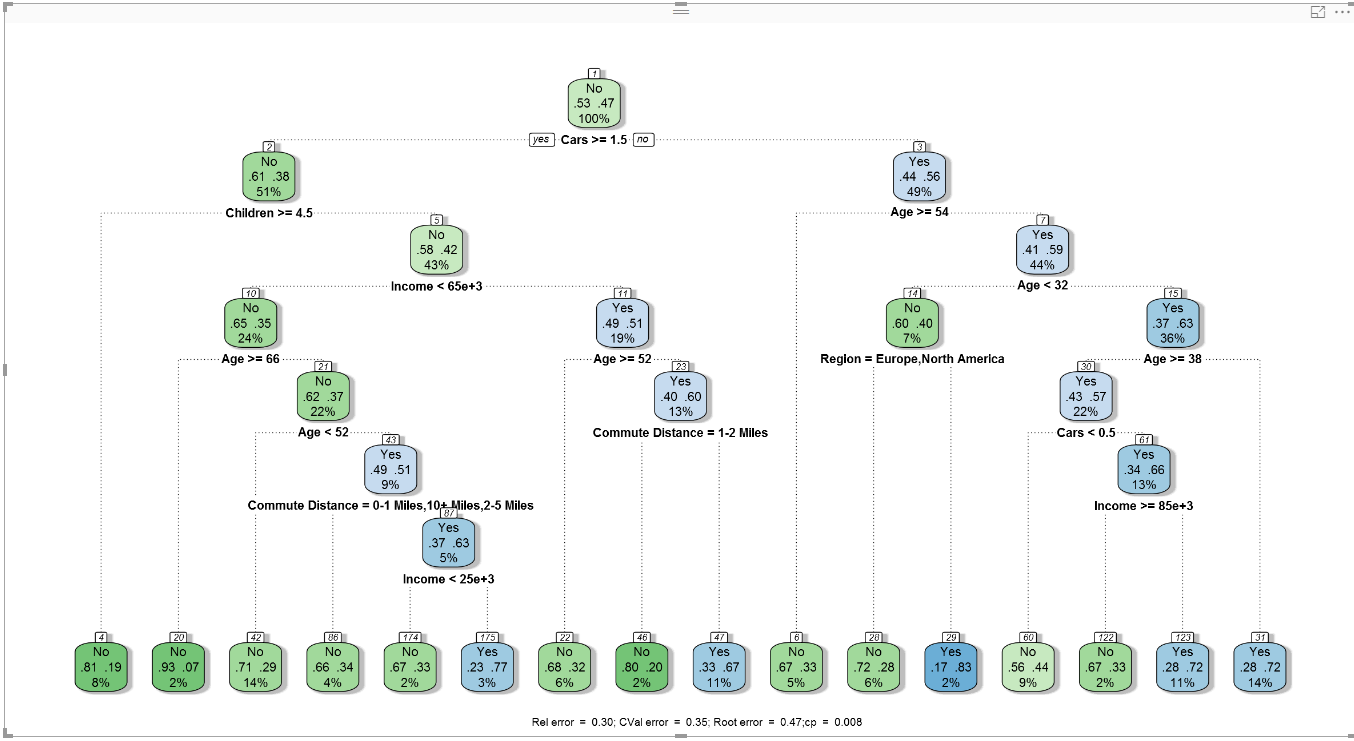 1
No
.53 .47
100%
yes Cars >= 1.5 no
2
No
.61 .38
51%
3
Yes
.44 .56
49%
Children >= 4.5
Age >= 54
5
No
.58 .42
43%
7
Yes
.41 .59
44%
Income < 65e+3
Age < 32
10
No
.65 .35
24%
11
Yes
.49 .51
19%
14
No
.60 .40
7%
15
Yes
.37 .63
36%
Age >= 66
Age >= 52
Region = Europe,North America
Age >= 38
21
No
.62 .37
22%
23
Yes
.40 .60
13%
30
Yes
.43 .57
22%
Age < 52
Commute Distance = 1-2 Miles
Cars < 0.5
43
Yes
.49 .51
9%
61
Yes
.34 .66
13%
Commute Distance = 0-1 Miles,10+ Miles,2-5 Miles
Income >= 85e+3
87
Yes
.37 .63
5%
Income < 25e+3
4
No
.81 .19
8%
20
No
.93 .07
2%
42
No
.71 .29
14%
86
No
.66 .34
4%
174
No
.67 .33
2%
175
Yes
.23 .77
3%
22
No
.68 .32
6%
46
No
.80 .20
2%
47
Yes
.33 .67
11%
6
No
.67 .33
5%
28
No
.72 .28
6%
29
Yes
.17 .83
2%
60
No
.56 .44
9%
122
No
.67 .33
2%
123
Yes
.28 .72
11%
31
Yes
.28 .72
14%
Rel error = 0.30; CVal error = 0.35; Root error = 0.47;cp = 0.008